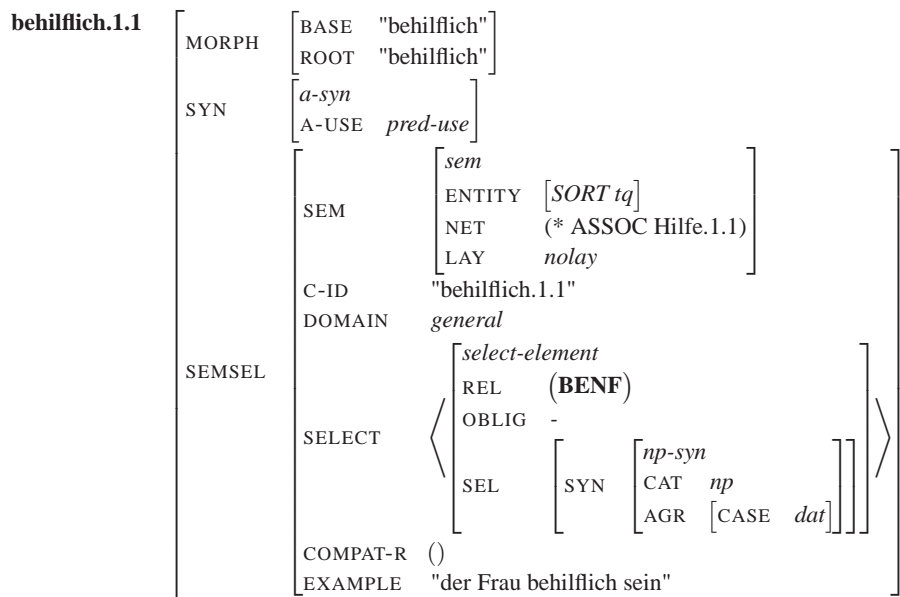 behilflich.1.1
MORPH BASE "behilflich"
ROOT "behilflich"
SYN a-syn
A-USE pred-use
SEMSEL
SEM sem
ENTITY [SORT tq]
NET (* ASSOC Hilfe.1.1)
LAY nolay
C-ID "behilflich.1.1"
DOMAIN general
SELECT select-element
REL (BENF)
OBLIG -
SEL SYN np-syn
CAT np
AGR [CASE dat]
COMPAT-R ()
EXAMPLE "der Frau behilflich sein"